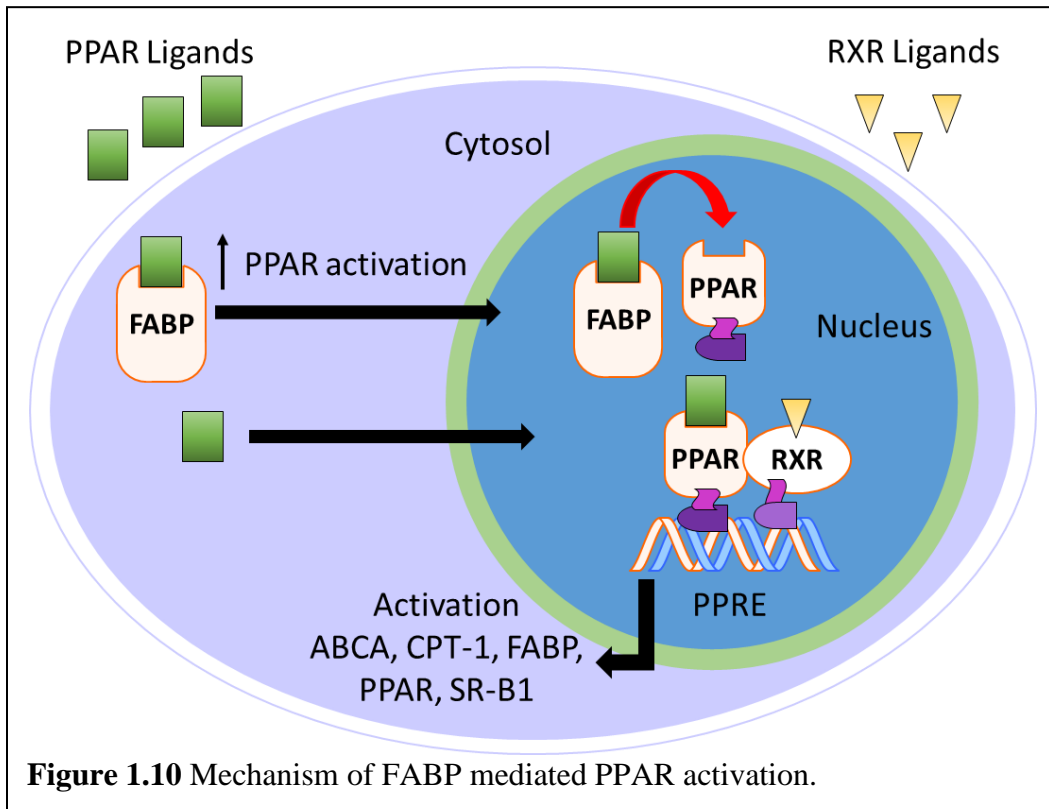 PPAR Ligands
RXR Ligands
Cytosol
PPAR activation
FABP
FABP
PPAR
Nucleus
PPAR
RXR
PPRE
Activation
ABCA, CPT-1, FABP,
PPAR, SR-B1
Figure 1.10 Mechanism of FABP mediated PPAR activation.